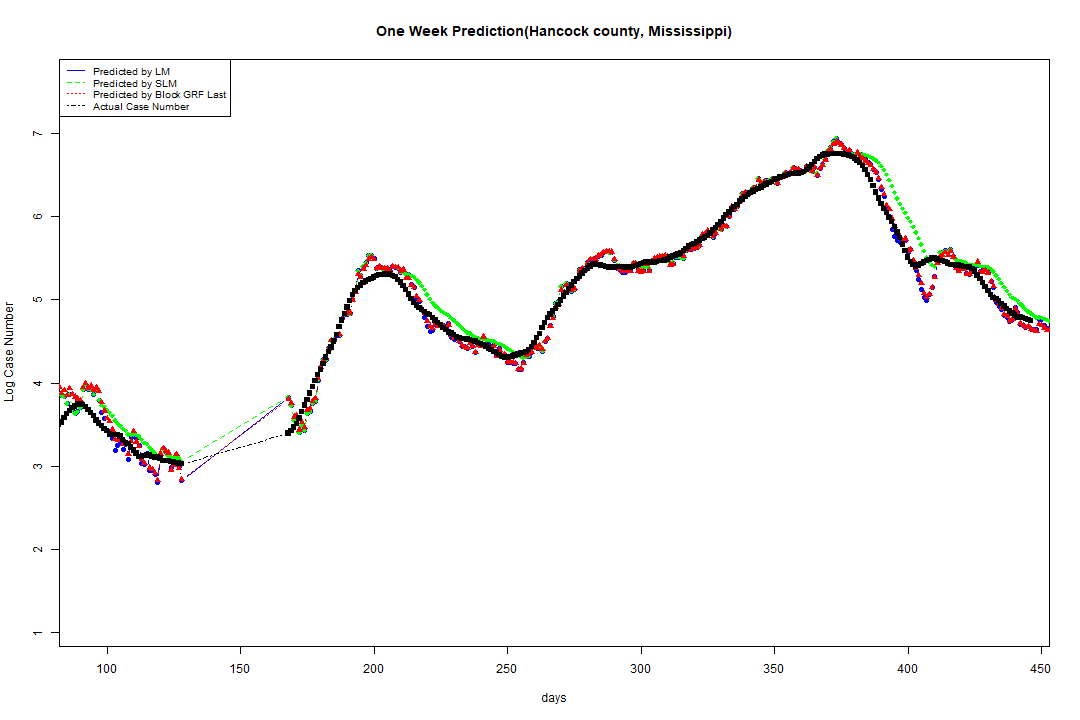 One Week Prediction(Hancock county, Mississippi)
Predicted by LM
Predicted by SLM
Predicted by Block GRF Last
Actual Case Number
7
6
5
4
3
2
1
Log Case Number
100 150 200 250 300 350 400 450
days